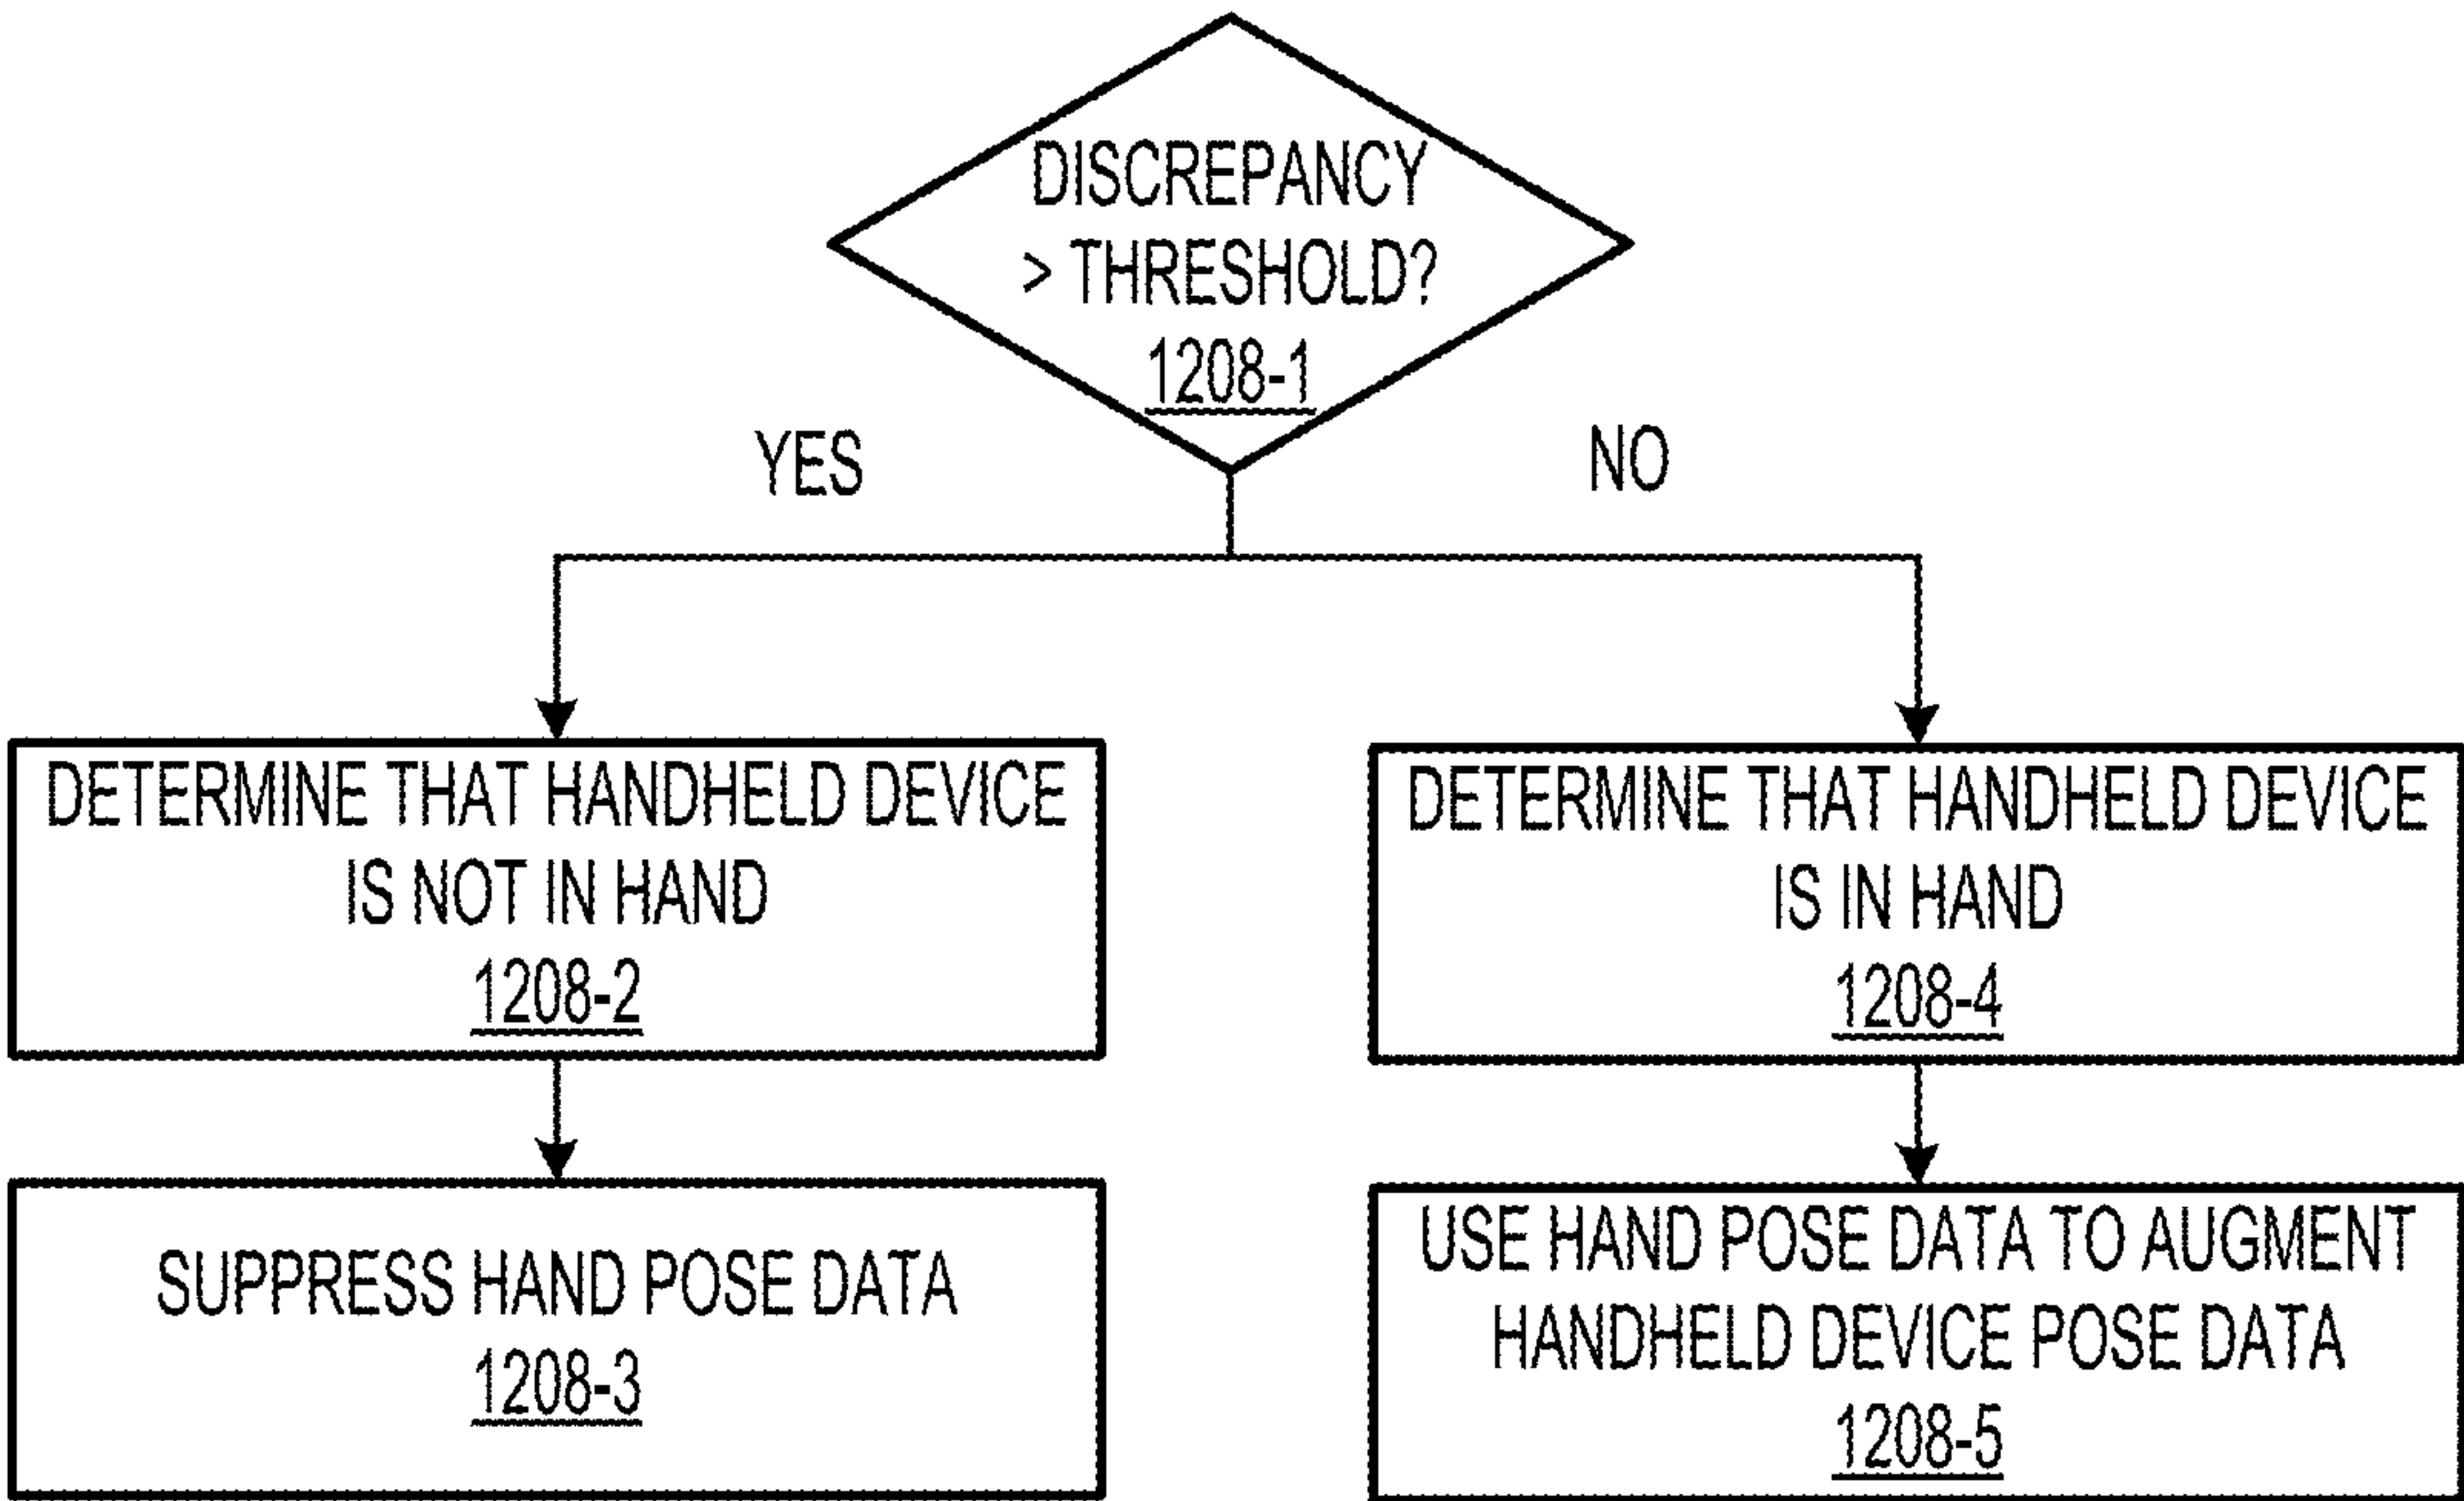 DISCREPANCY
> THRESHOLD?
1208-1
YES
NO
DETERMINE THAT HANDHELD DEVICE
IS NOT IN HAND
1208-2
DETERMINE THAT HANDHELD DEVICE
IS IN HAND
1208-4
SUPPRESS HAND POSE DATA
1208-3
USE HAND POSE DATA TO AUGMENT
HANDHELD DEVICE POSE DATA
1208-5